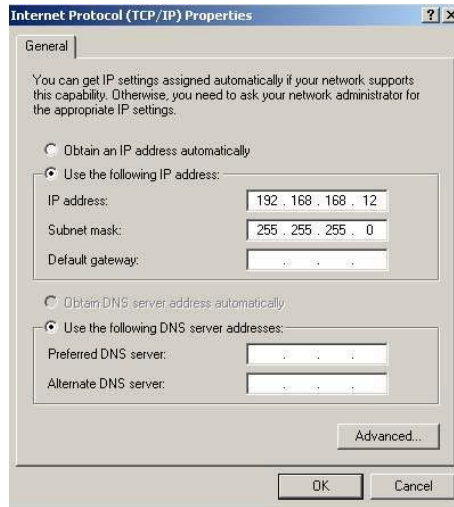 Internet Protocol (TCP/IP) Properties
General
You can get IP settings assigned automatically if your network supports
this capability. Otherwise, you need to ask your network administrator for
the appropriate IP settings.
Obtain an IP address automatically
Use the following IP address:
IP address: 192 . 168 . 168 . 12
Subnet mask: 255 . 255 . 255 . 0
Default gateway: . . .
Obtain DNS server address automatically
Use the following DNS server addresses:
Preferred DNS server: . . .
Alternate DNS server: . . .
Advanced...
OK Cancel